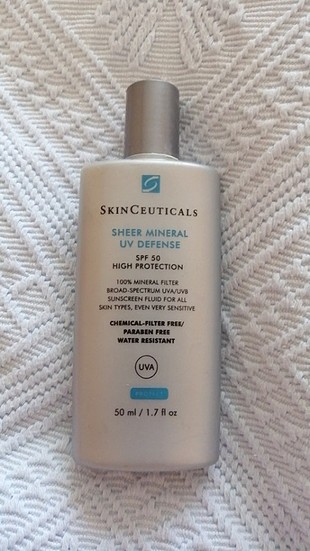 SKINCEUTICALS
SHEER MINERAL
UV DEFENSE
SPF 50
HIGH PROTECTION
100% MINERAL FILTER
BROAD-SPECTRUM UVA/UVB
SUNSCREEN FLUID FOR ALL
SKIN TYPES, EVEN VERY SENSITIVE
CHEMICAL-FILTER FREE/
PARABEN FREE
WATER RESISTANT
UVA
PROTECT
50 ml / 1.7 fl oz